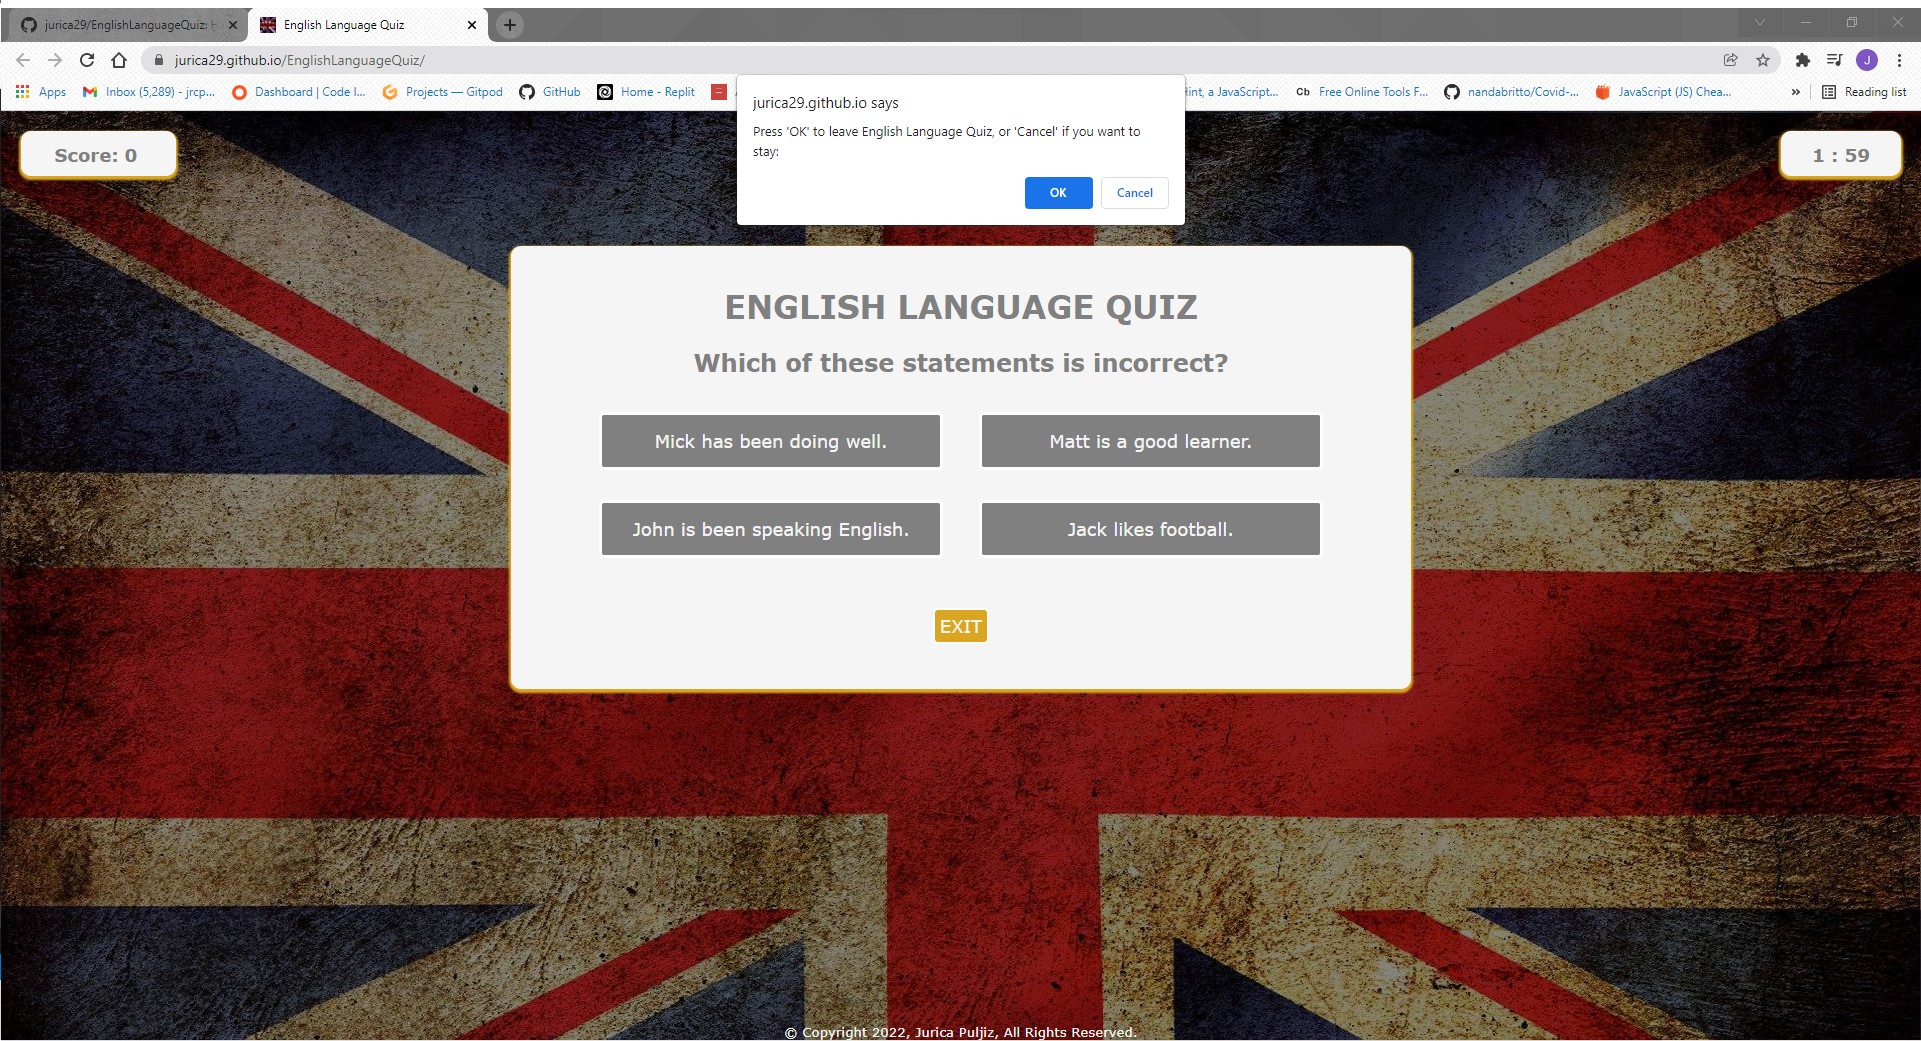 jurica29/EnglishLanguageQuiz:
English Language Quiz
jurica29.github.io/EnglishLanguageQuiz/
J
Apps
Inbox (5,289) - jrcp...
Dashboard | Code I...
Projects — Gitpod
GitHub
Home - Replit
Hint, a JavaScript...
Cb
Free Online Tools F...
nandabritto/Covid-...
JavaScript (JS) Chea...
»
Reading list
jurica29.github.io says
Press 'OK' to leave English Language Quiz, or 'Cancel' if you want to
stay:
OK
Cancel
Score: 0
1 : 59
ENGLISH LANGUAGE QUIZ
Which of these statements is incorrect?
Mick has been doing well.
Matt is a good learner.
John is been speaking English.
Jack likes football.
EXIT
© Copyright 2022, Jurica Puljiz, All Rights Reserved.